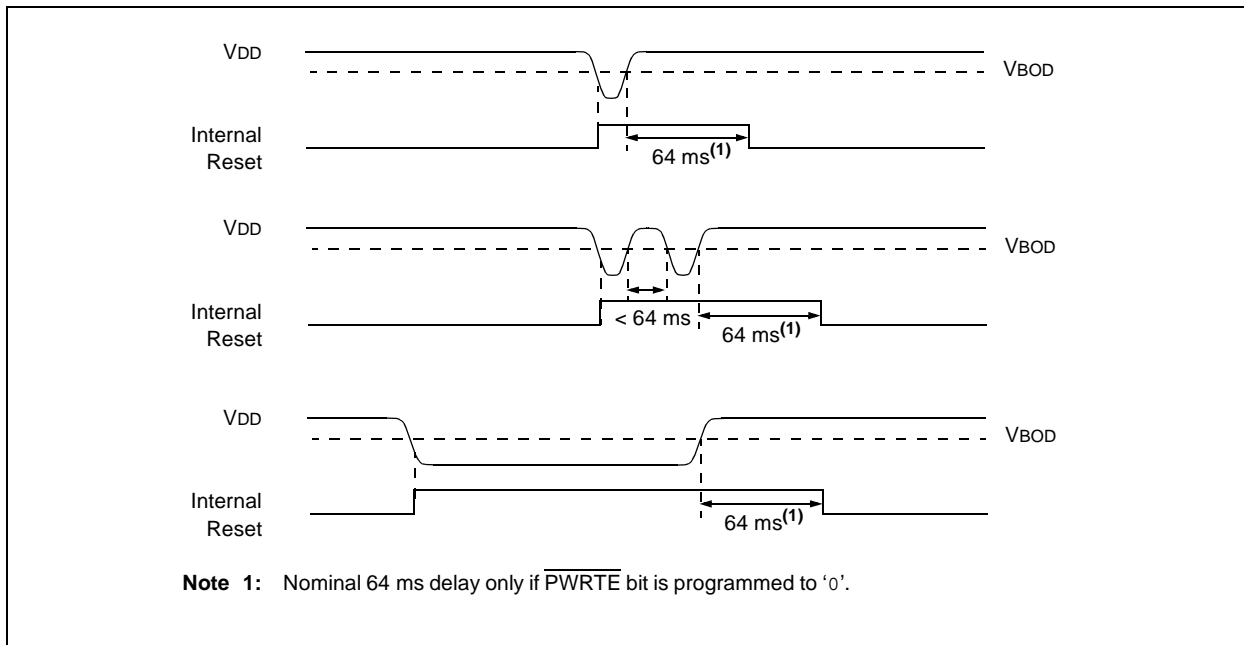 VDD
VBOD
Internal
Reset
64 ms(1)
VDD
VBOD
Internal
Reset
< 64 ms
64 ms(1)
VDD
VBOD
Internal
Reset
64 ms(1)
Note 1: Nominal 64 ms delay only if P̅W̅R̅T̅E̅ bit is programmed to ‘0’.